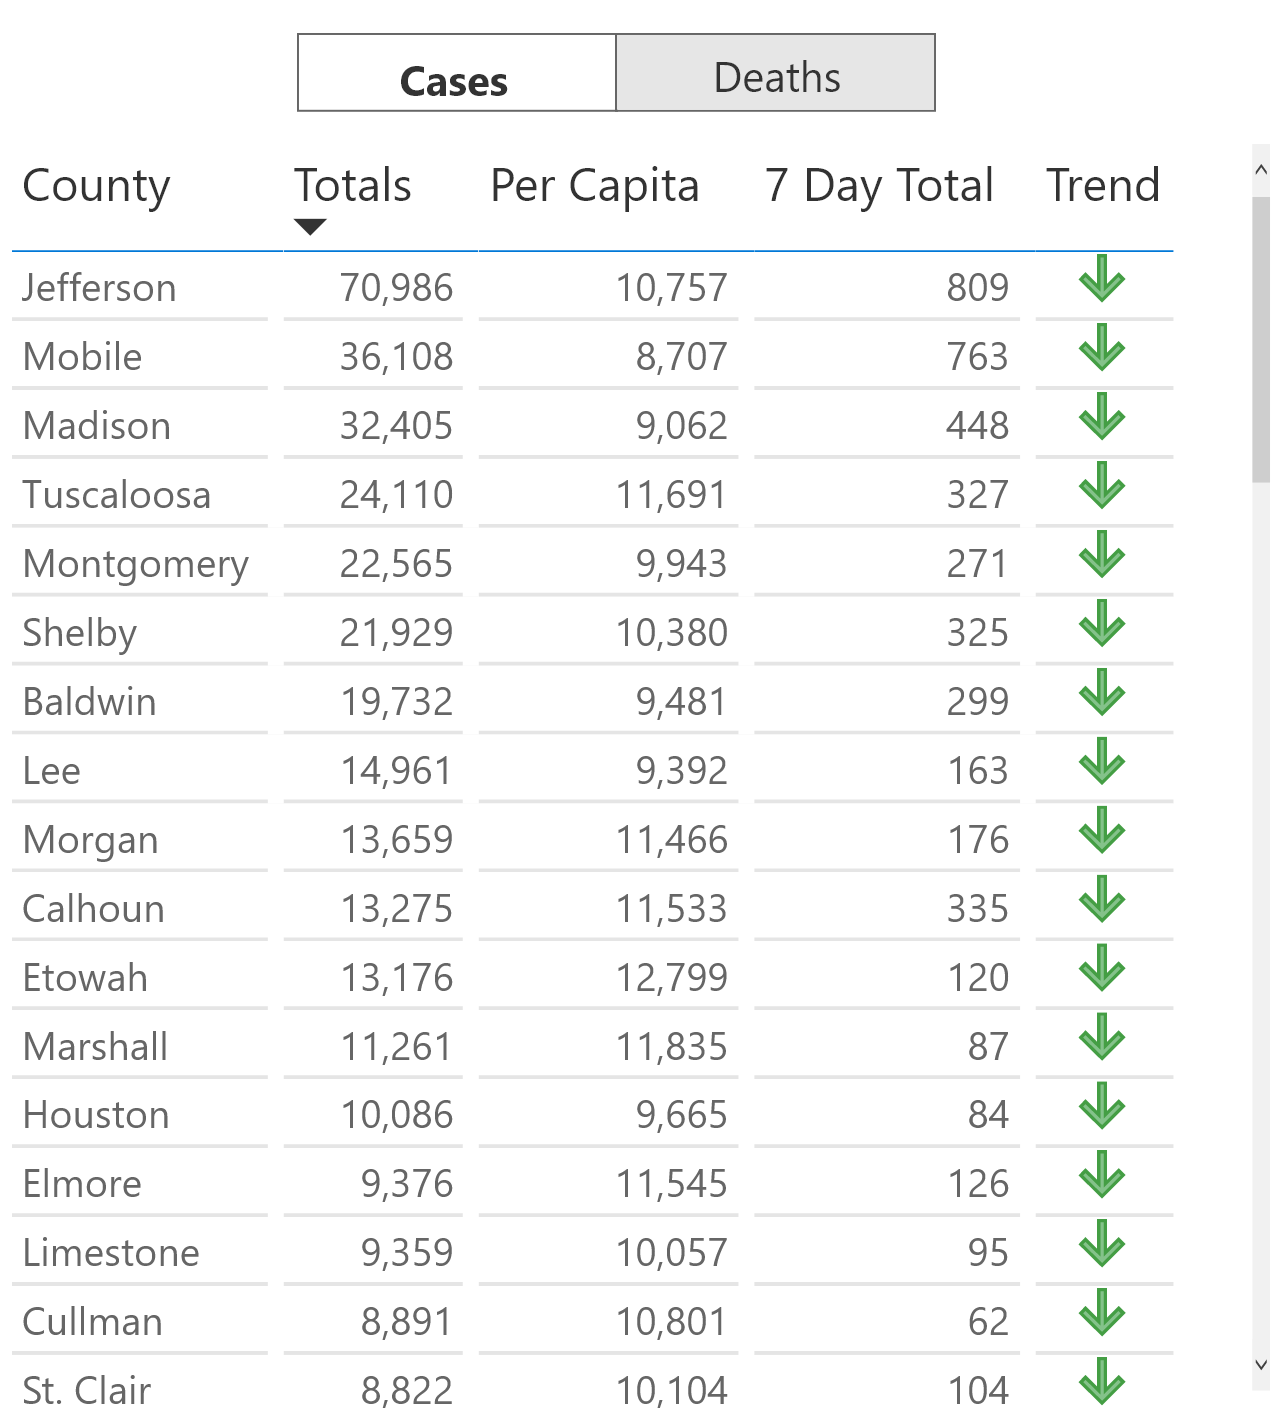 Cases Deaths
County Totals Per Capita 7 Day Total Trend
Jefferson 70,986 10,757 809
Mobile 36,108 8,707 763
Madison 32,405 9,062 448
Tuscaloosa 24,110 11,691 327
Montgomery 22,565 9,943 271
Shelby 21,929 10,380 325
Baldwin 19,732 9,481 299
Lee 14,961 9,392 163
Morgan 13,659 11,466 176
Calhoun 13,275 11,533 335
Etowah 13,176 12,799 120
Marshall 11,261 11,835 87
Houston 10,086 9,665 84
Elmore 9,376 11,545 126
Limestone 9,359 10,057 95
Cullman 8,891 10,801 62
St. Clair 8,822 10,104 104